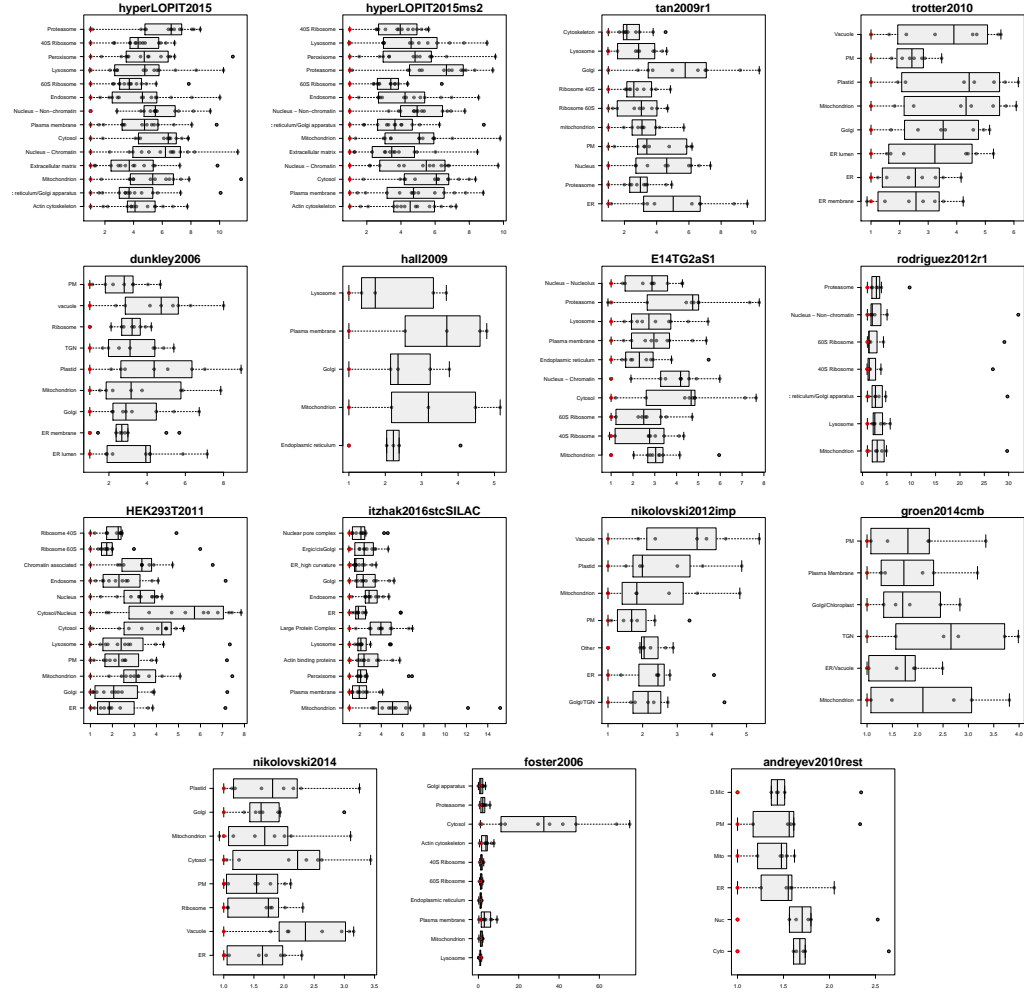 hyperLOPIT2015
Proteasome
40S Ribosome
Peroxisome
Lysosome
60S Ribosome
Endosome
Nucleus − Non−chromatin
Plasma membrane
Cytosol
Nucleus − Chromatin
Extracellular matrix
Mitochondrion
: reticulum/Golgi apparatus
Actin cytoskeleton
2 4 6 8 10
hyperLOPIT2015ms2
40S Ribosome
Lysosome
Peroxisome
Proteasome
60S Ribosome
Endosome
Nucleus − Non−chromatin
: reticulum/Golgi apparatus
Mitochondrion
Extracellular matrix
Nucleus − Chromatin
Cytosol
Plasma membrane
Actin cytoskeleton
2 4 6 8 10
tan2009r1
Cytoskeleton
Lysosome
Golgi
Ribosome 40S
Ribosome 60S
mitochondrion
PM
Nucleus
Proteasome
ER
2 4 6 8 10
trotter2010
Vacuole
PM
Plastid
Mitochondrion
Golgi
ER lumen
ER
ER membrane
1 2 3 4 5 6
dunkley2006
PM
vacuole
Ribosome
TGN
Plastid
Mitochondrion
Golgi
ER membrane
ER lumen
2 4 6 8
hall2009
Lysosome
Plasma membrane
Golgi
Mitochondrion
Endoplasmic reticulum
1 2 3 4 5
E14TG2aS1
Nucleus − Nucleolus
Proteasome
Lysosome
Plasma membrane
Endoplasmic reticulum
Nucleus − Chromatin
Cytosol
60S Ribosome
40S Ribosome
Mitochondrion
1 2 3 4 5 6 7 8
rodriguez2012r1
Proteasome
Nucleus − Non−chromatin
60S Ribosome
40S Ribosome
: reticulum/Golgi apparatus
Lysosome
Mitochondrion
0 5 10 15 20 25 30
HEK293T2011
Ribosome 40S
Ribosome 60S
Chromatin associated
Endosome
Nucleus
Cytosol/Nucleus
Cytosol
Lysosome
PM
Mitochondrion
Golgi
ER
1 2 3 4 5 6 7 8
itzhak2016stcSILAC
Nuclear pore complex
Ergic/cisGolgi
ER_high curvature
Golgi
Endosome
ER
Large Protein Complex
Lysosome
Actin binding proteins
Peroxisome
Plasma membrane
Mitochondrion
0 2 4 6 8 10 12 14
nikolovski2012imp
Vacuole
Plastid
Mitochondrion
PM
Other
ER
Golgi/TGN
1 2 3 4 5
groen2014cmb
PM
Plasma Membrane
Golgi/Chloroplast
TGN
ER/Vacuole
Mitochondrion
1.0 1.5 2.0 2.5 3.0 3.5 4.0
nikolovski2014
Plastid
Golgi
Mitochondrion
Cytosol
PM
Ribosome
Vacuole
ER
1.0 1.5 2.0 2.5 3.0 3.5
foster2006
Golgi apparatus
Proteasome
Cytosol
Actin cytoskeleton
40S Ribosome
60S Ribosome
Endoplasmic reticulum
Plasma membrane
Mitochondrion
Lysosome
0 20 40 60
andreyev2010rest
D.Mic
PM
Mito
ER
Nuc
Cyto
1.0 1.5 2.0 2.5